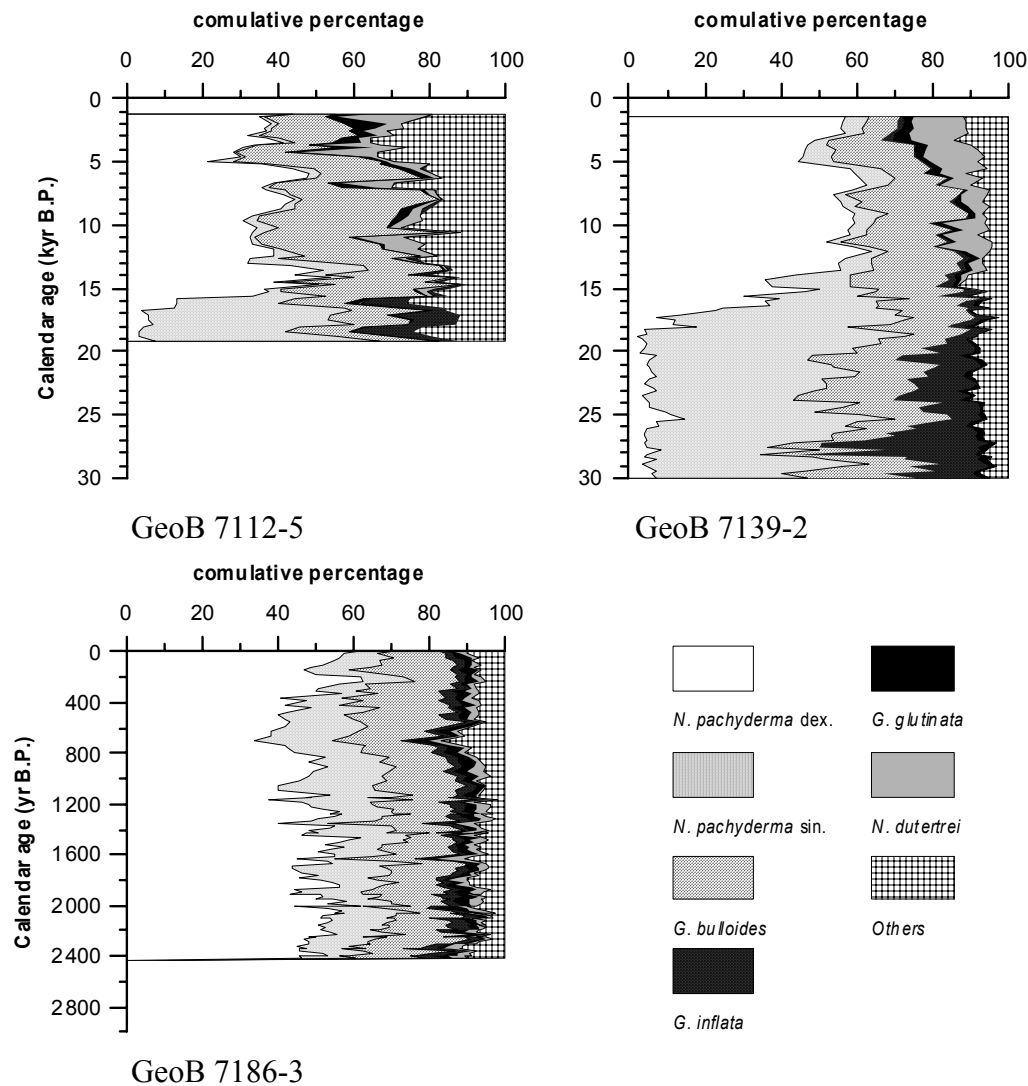 comulative percentage
0 20 40 60 80 100
0
5
10
15
20
25
30
Calendar age (kyr B.P.)
GeoB 7112-5
comulative percentage
0 20 40 60 80 100
0
5
10
15
20
25
30
GeoB 7139-2
comulative percentage
0 20 40 60 80 100
0
400
800
1200
1600
2000
2400
2800
Calendar age (yr B.P.)
GeoB 7186-3
N. pachyderma dex.
G. glutinata
N. pachyderma sin.
N. dutertrei
G. bulloides
Others
G. inflata